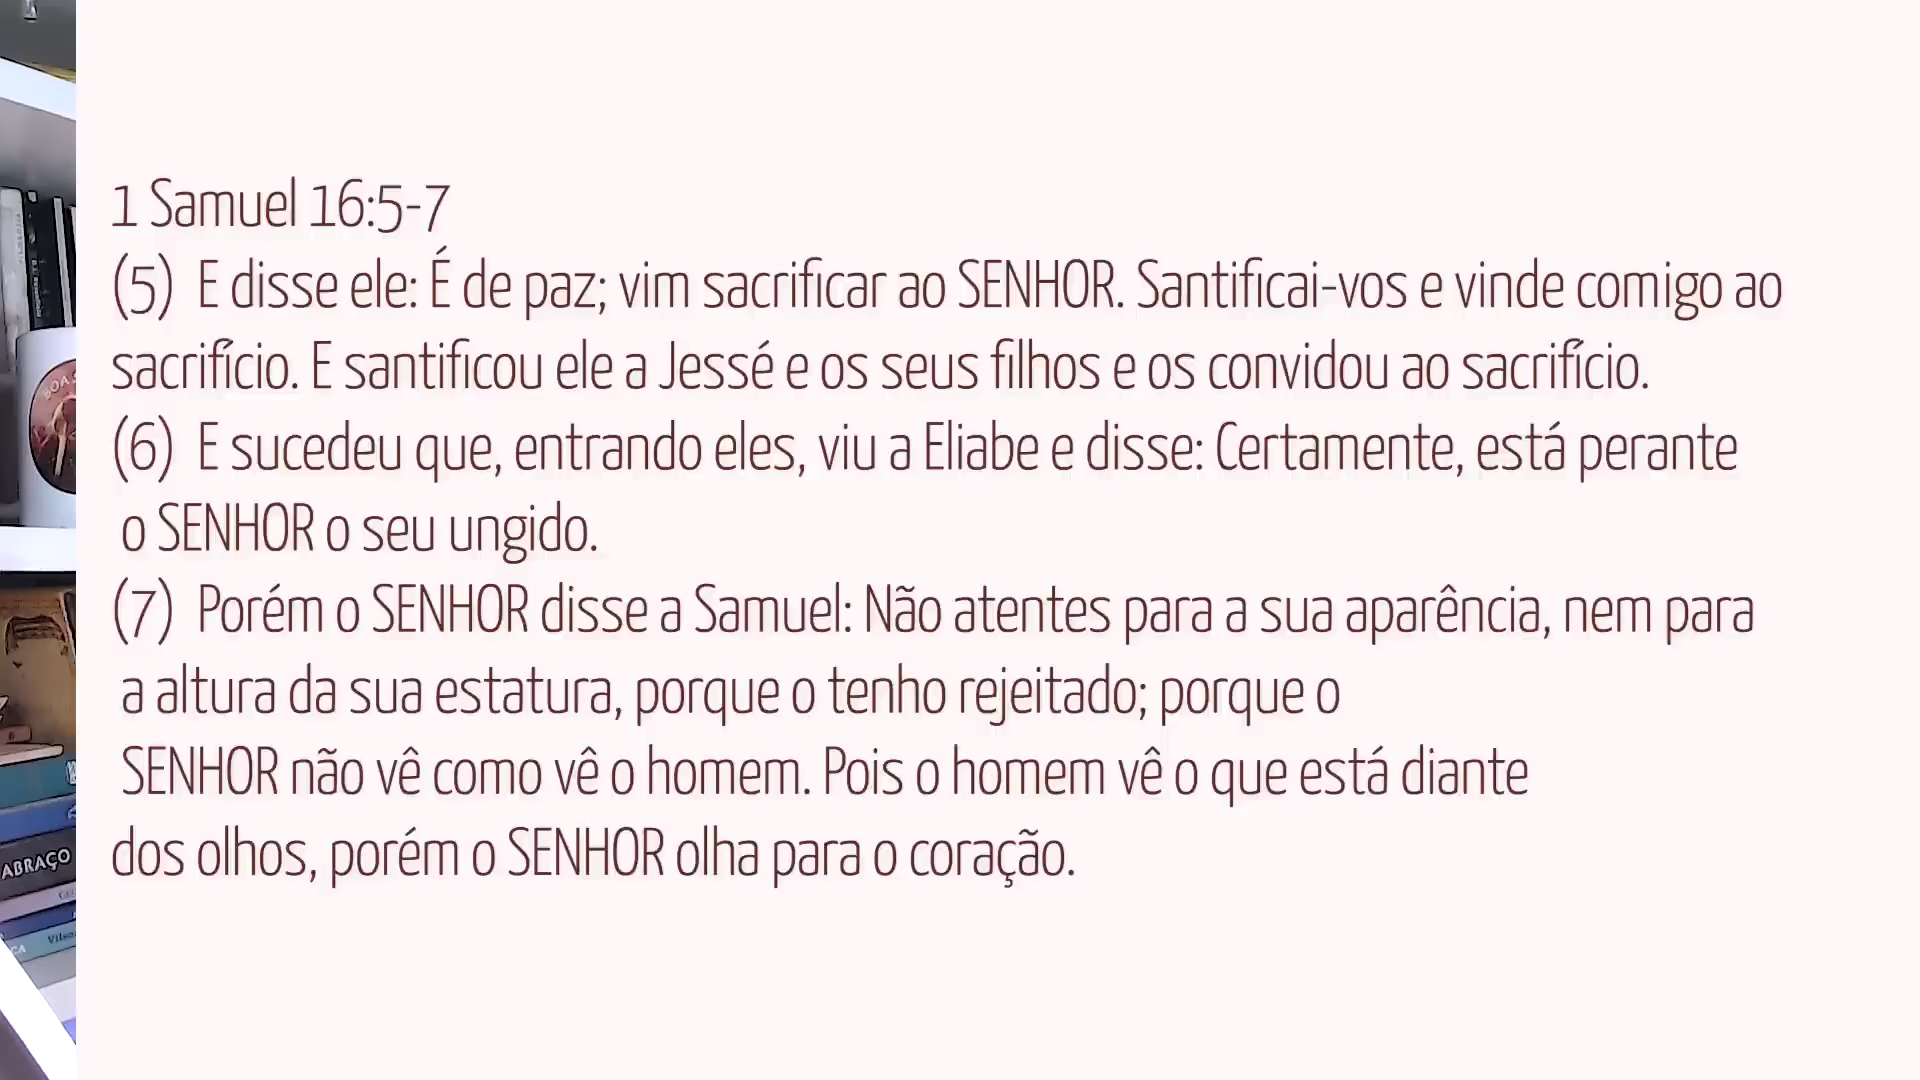 1 Samuel 16:5-7
(5) E disse ele: É de paz; vim sacrificar ao SENHOR. Santificai-vos e vinde comigo ao
sacrifício. E santificou ele a Jessé e os seus filhos e os convidou ao sacrifício.
(6) E sucedeu que, entrando eles, viu a Eliabe e disse: Certamente, está perante
o SENHOR o seu ungido.
(7) Porém o SENHOR disse a Samuel: Não atentes para a sua aparência, nem para
a altura da sua estatura, porque o tenho rejeitado; porque o
SENHOR não vê como vê o homem. Pois o homem vê o que está diante
dos olhos, porém o SENHOR olha para o coração.
ABRAÇO